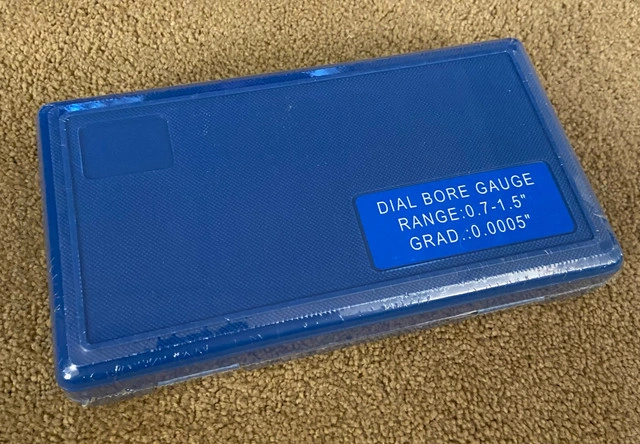 DIAL BORE GAUGE
RANGE:0.7-1.5"
GRAD.:0.0005"